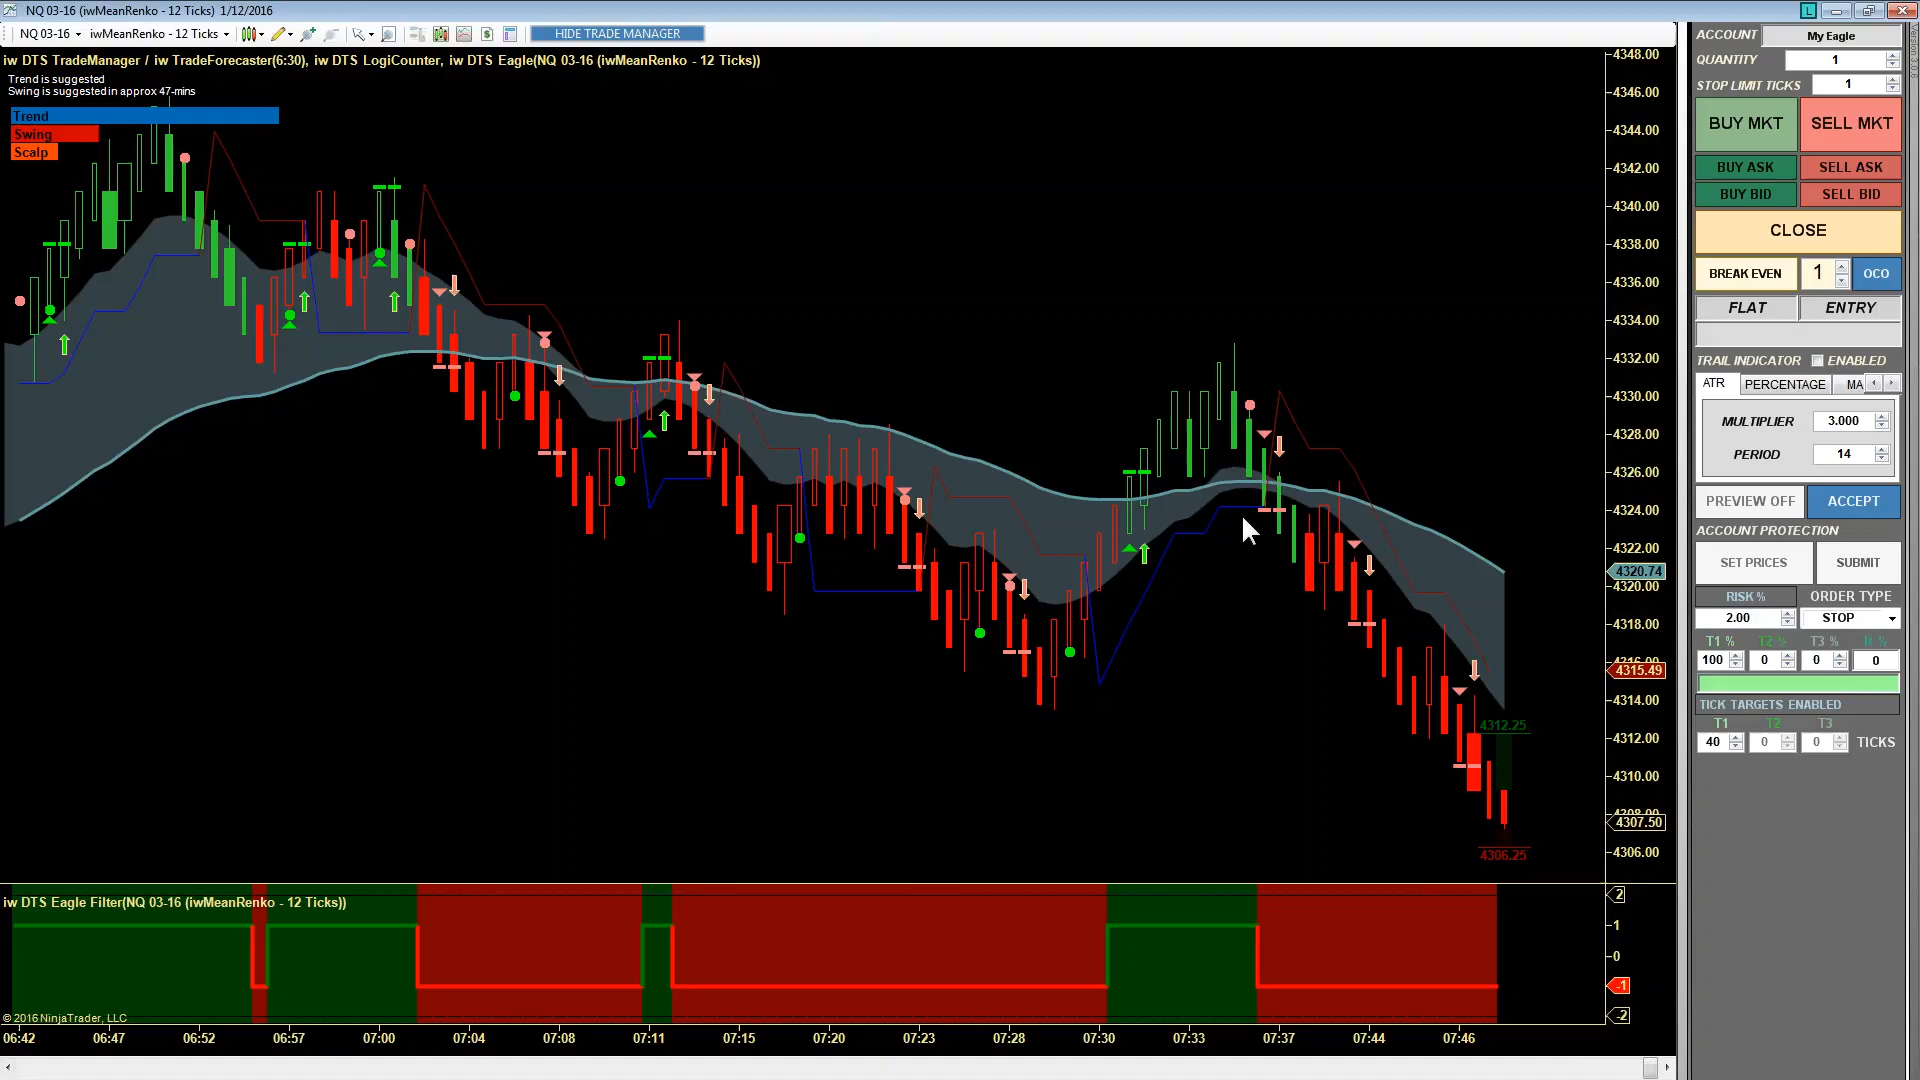 NQ 03-16 (iwMeanRenko - 12 Ticks) 1/12/2016
L
NQ 03-16 iwMeanRenko - 12 Ticks $ HIDE TRADE MANAGER
iw DTS TradeManager / iw TradeForecaster(6:30), iw DTS LogiCounter, iw DTS Eagle(NQ 03-16 (iwMeanRenko - 12 Ticks))
Trend is suggested
Swing is suggested in approx 47-mins
Trend
Swing
Scalp
4348.00
4346.00
4344.00
4342.00
4340.00
4338.00
4336.00
4334.00
4332.00
4330.00
4328.00
4326.00
4324.00
4322.00
4320.74
4320.00
4318.00
4315.49
4314.00
4312.25
4312.00
4310.00
4307.50
4306.00
4306.25
iw DTS Eagle Filter(NQ 03-16 (iwMeanRenko - 12 Ticks))
2
1
0
-1
-2
© 2016 NinjaTrader, LLC
06:42 06:47 06:52 06:57 07:00 07:04 07:08 07:11 07:15 07:20 07:23 07:28 07:30 07:33 07:37 07:44 07:46
ACCOUNT My Eagle
QUANTITY 1
STOP LIMIT TICKS 1
BUY MKT SELL MKT
BUY ASK SELL ASK
BUY BID SELL BID
CLOSE
BREAK EVEN 1 OCO
FLAT ENTRY
TRAIL INDICATOR ENABLED
ATR PERCENTAGE MA
MULTIPLIER 3.000
PERIOD 14
PREVIEW OFF ACCEPT
ACCOUNT PROTECTION
SET PRICES SUBMIT
RISK % ORDER TYPE
2.00 STOP
T1 % T2 % T3 % R %
100 0 0 0
TICK TARGETS ENABLED
T1 T2 T3
40 0 0 TICKS